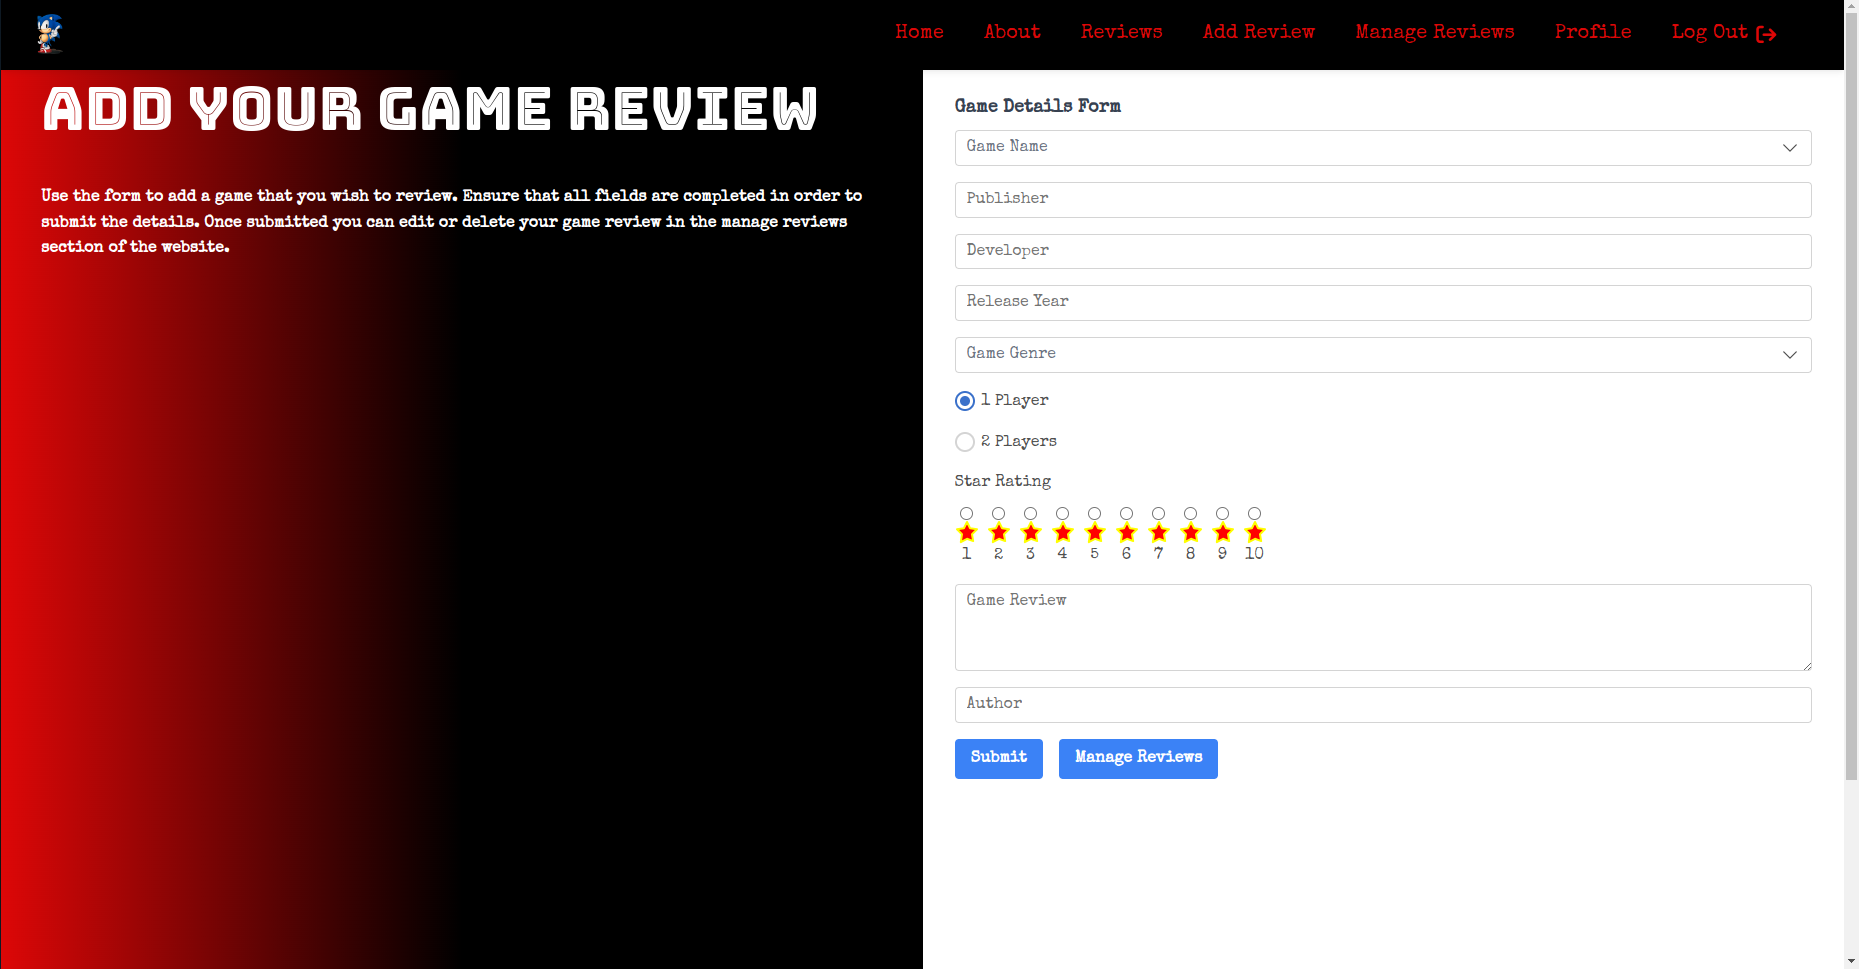 Home About Reviews Add Review Manage Reviews Profile Log Out
ADD YOUR GAME REVIEW
Use the form to add a game that you wish to review. Ensure that all fields are completed in order to
submit the details. Once submitted you can edit or delete your game review in the manage reviews
section of the website.
Game Details Form
Game Name
Publisher
Developer
Release Year
Game Genre
1 Player
2 Players
Star Rating
1 2 3 4 5 6 7 8 9 10
Game Review
Author
Submit Manage Reviews